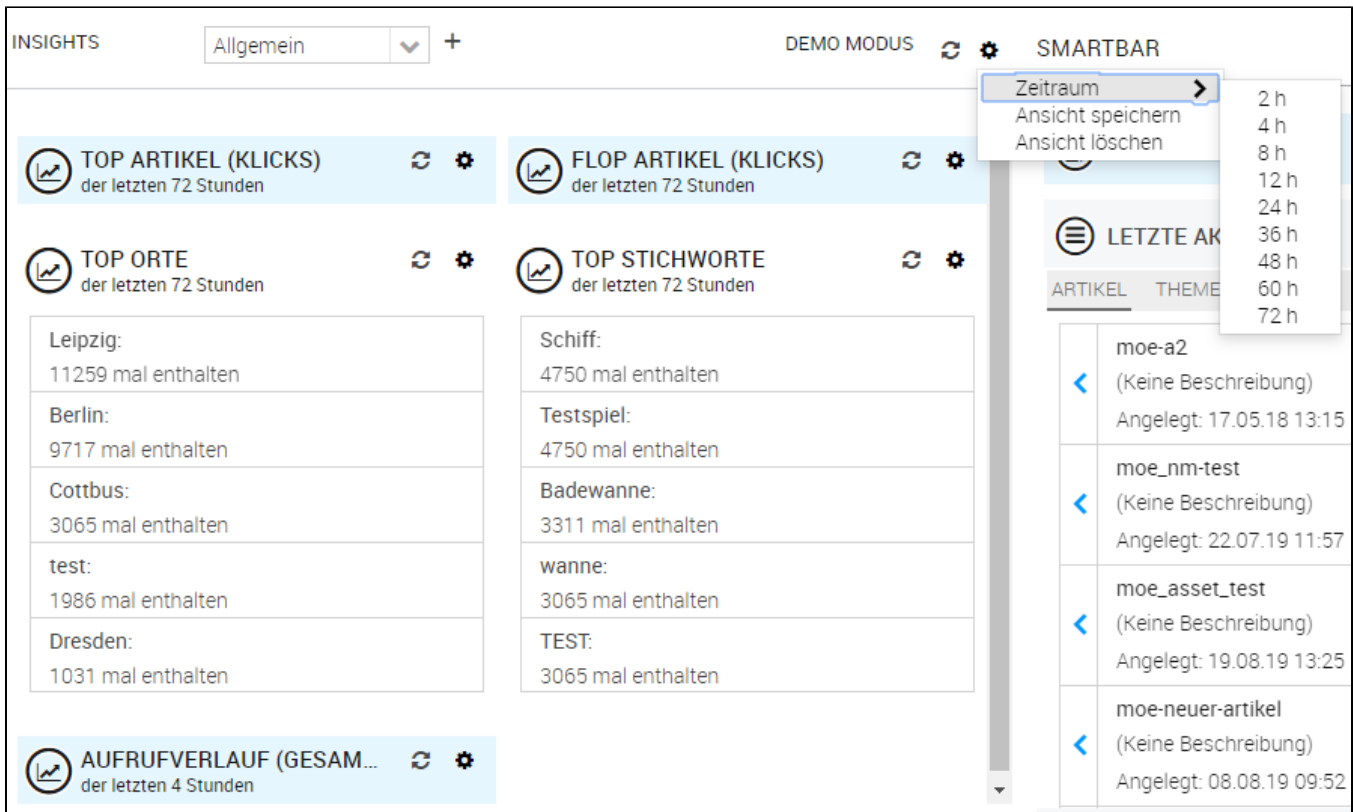 INSIGHTS
Allgemein
+
DEMO MODUS
SMARTBAR
Zeitraum
Ansicht speichern
Ansicht löschen
2 h
4 h
8 h
12 h
24 h
36 h
48 h
60 h
72 h
TOP ARTIKEL (KLICKS)
der letzten 72 Stunden
FLOP ARTIKEL (KLICKS)
der letzten 72 Stunden
TOP ORTE
der letzten 72 Stunden
Leipzig:
11259 mal enthalten
Berlin:
9717 mal enthalten
Cottbus:
3065 mal enthalten
test:
1986 mal enthalten
Dresden:
1031 mal enthalten
TOP STICHWORTE
der letzten 72 Stunden
Schiff:
4750 mal enthalten
Testspiel:
4750 mal enthalten
Badewanne:
3311 mal enthalten
wanne:
3065 mal enthalten
TEST:
3065 mal enthalten
AUFRUFVERLAUF (GESAM...
der letzten 4 Stunden
LETZTE AK
ARTIKEL THEME
moe-a2
(Keine Beschreibung)
Angelegt: 17.05.18 13:15
moe_nm-test
(Keine Beschreibung)
Angelegt: 22.07.19 11:57
moe_asset_test
(Keine Beschreibung)
Angelegt: 19.08.19 13:25
moe-neuer-artikel
(Keine Beschreibung)
Angelegt: 08.08.19 09:52